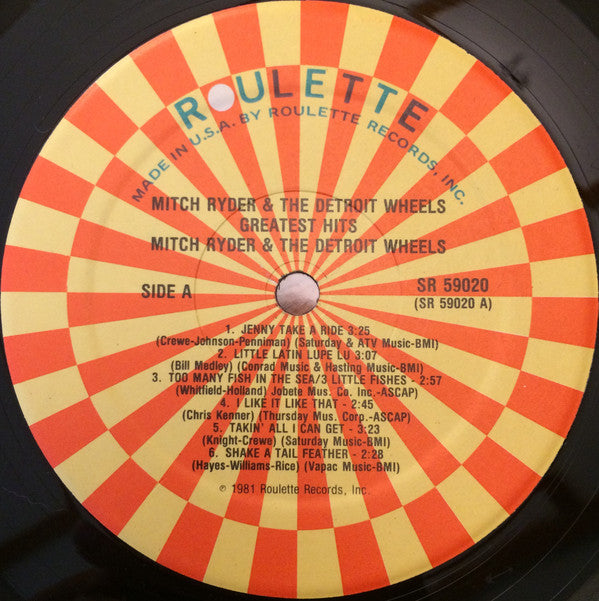 ROULETTE
MADE IN U.S.A. BY ROULETTE RECORDS, INC.
MITCH RYDER & THE DETROIT WHEELS
GREATEST HITS
MITCH RYDER & THE DETROIT WHEELS
SIDE A
SR 59020
(SR 59020 A)
1. JENNY TAKE A RIDE 3:25
(Crewe-Johnson-Penniman) (Saturday & ATV Music-BMI)
2. LITTLE LATIN LUPE LU 3:07
(Bill Medley) (Conrad Music & Hasting Music-BMI)
3. TOO MANY FISH IN THE SEA/3 LITTLE FISHES - 2:57
(Whitfield-Holland) Jobete Mus. Co. Inc.-ASCAP)
4. I LIKE IT LIKE THAT - 2:45
(Chris Kenner) (Thursday Mus. Corp.-ASCAP)
5. TAKIN' ALL I CAN GET - 3:23
(Knight-Crewe) (Saturday Music-BMI)
6. SHAKE A TAIL FEATHER - 2:28
(Hayes-Williams-Rice) (Vapac Music-BMI)
℗ 1981 Roulette Records, Inc.